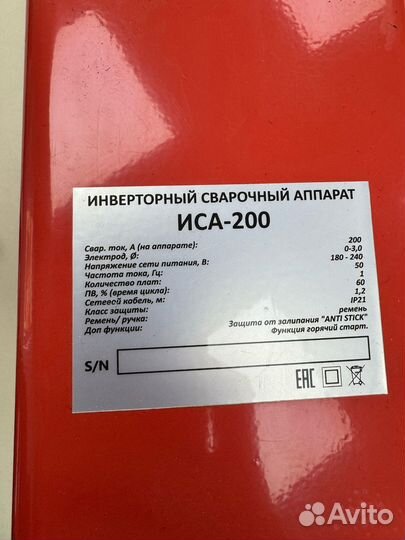 ИНВЕРТОРНЫЙ СВАРОЧНЫЙ АППАРАТ
ИСА-200
Свар. ток, А (на аппарате): 200
Электрод, Ø: 0-3,0
Напряжение сети питания, В: 180 - 240
Частота тока, Гц: 50
Количество плат: 1
ПВ, % (время цикла): 60
Сетевой кабель, м: 1,2
Класс защиты: IP21
Ремень/ ручка: ремень
Доп функции: Защита от залипания "ANTI STICK"
Функция горячий старт.
S/N
EAC
Avito